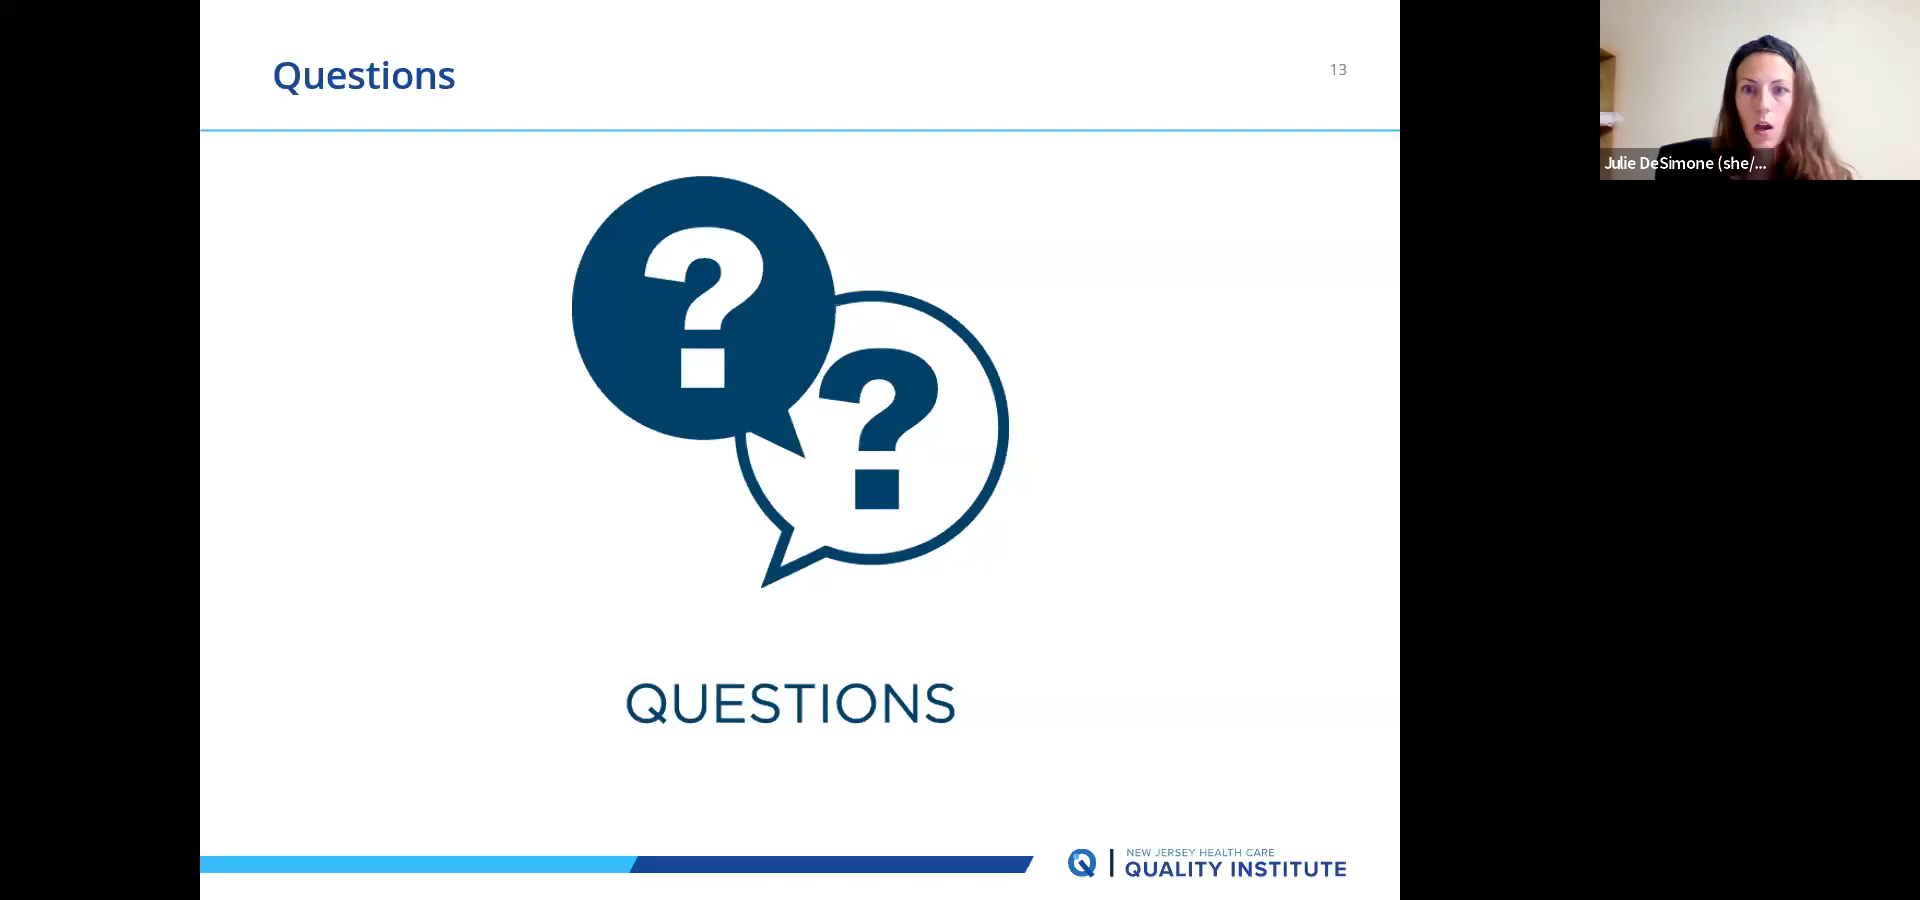 Questions
13
Julie DeSimone (she/...
?
?
QUESTIONS
NEW JERSEY HEALTH CARE
QUALITY INSTITUTE